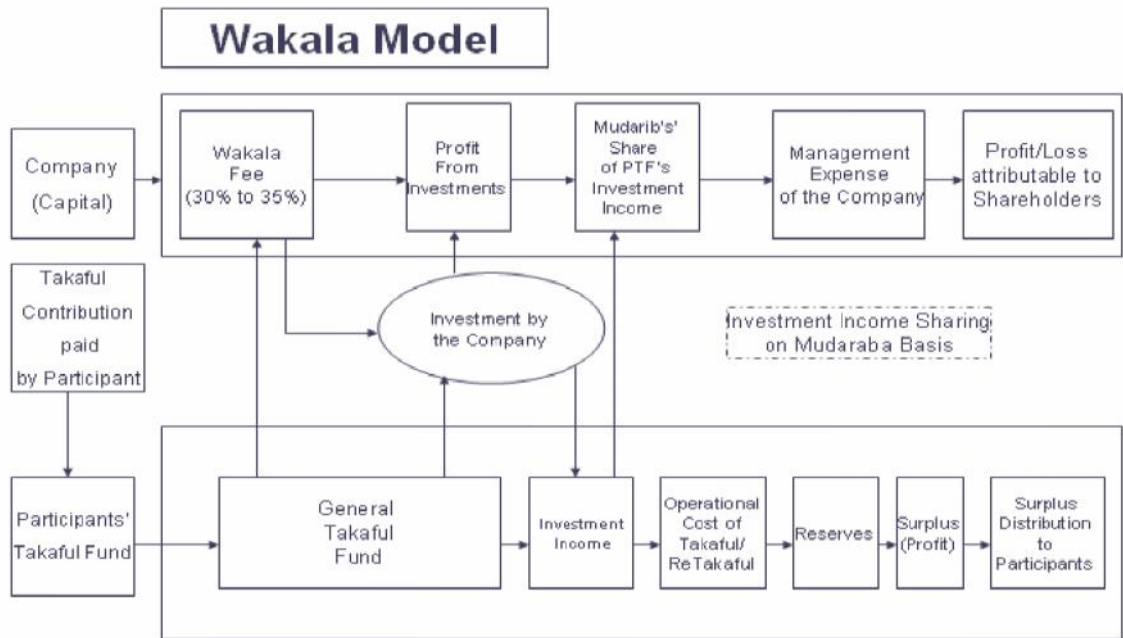 Wakala Model
Company
(Capital)
Wakala
Fee
(30% to 35%)
Profit
From
Investments
Mudarib's'
Share
of PTF's
Investment
Income
Management
Expense
of the Company
Profit/Loss
attributable to
Shareholders
Takaful
Contribution
paid
by Participant
Investment by
the Company
Investment Income Sharing
on Mudaraba Basis
Participants'
Takaful Fund
General
Takaful
Fund
Investment
Income
Operational
Cost of
Takaful/
ReTakaful
Reserves
Surplus
(Profit)
Surplus
Distribution
to
Participants